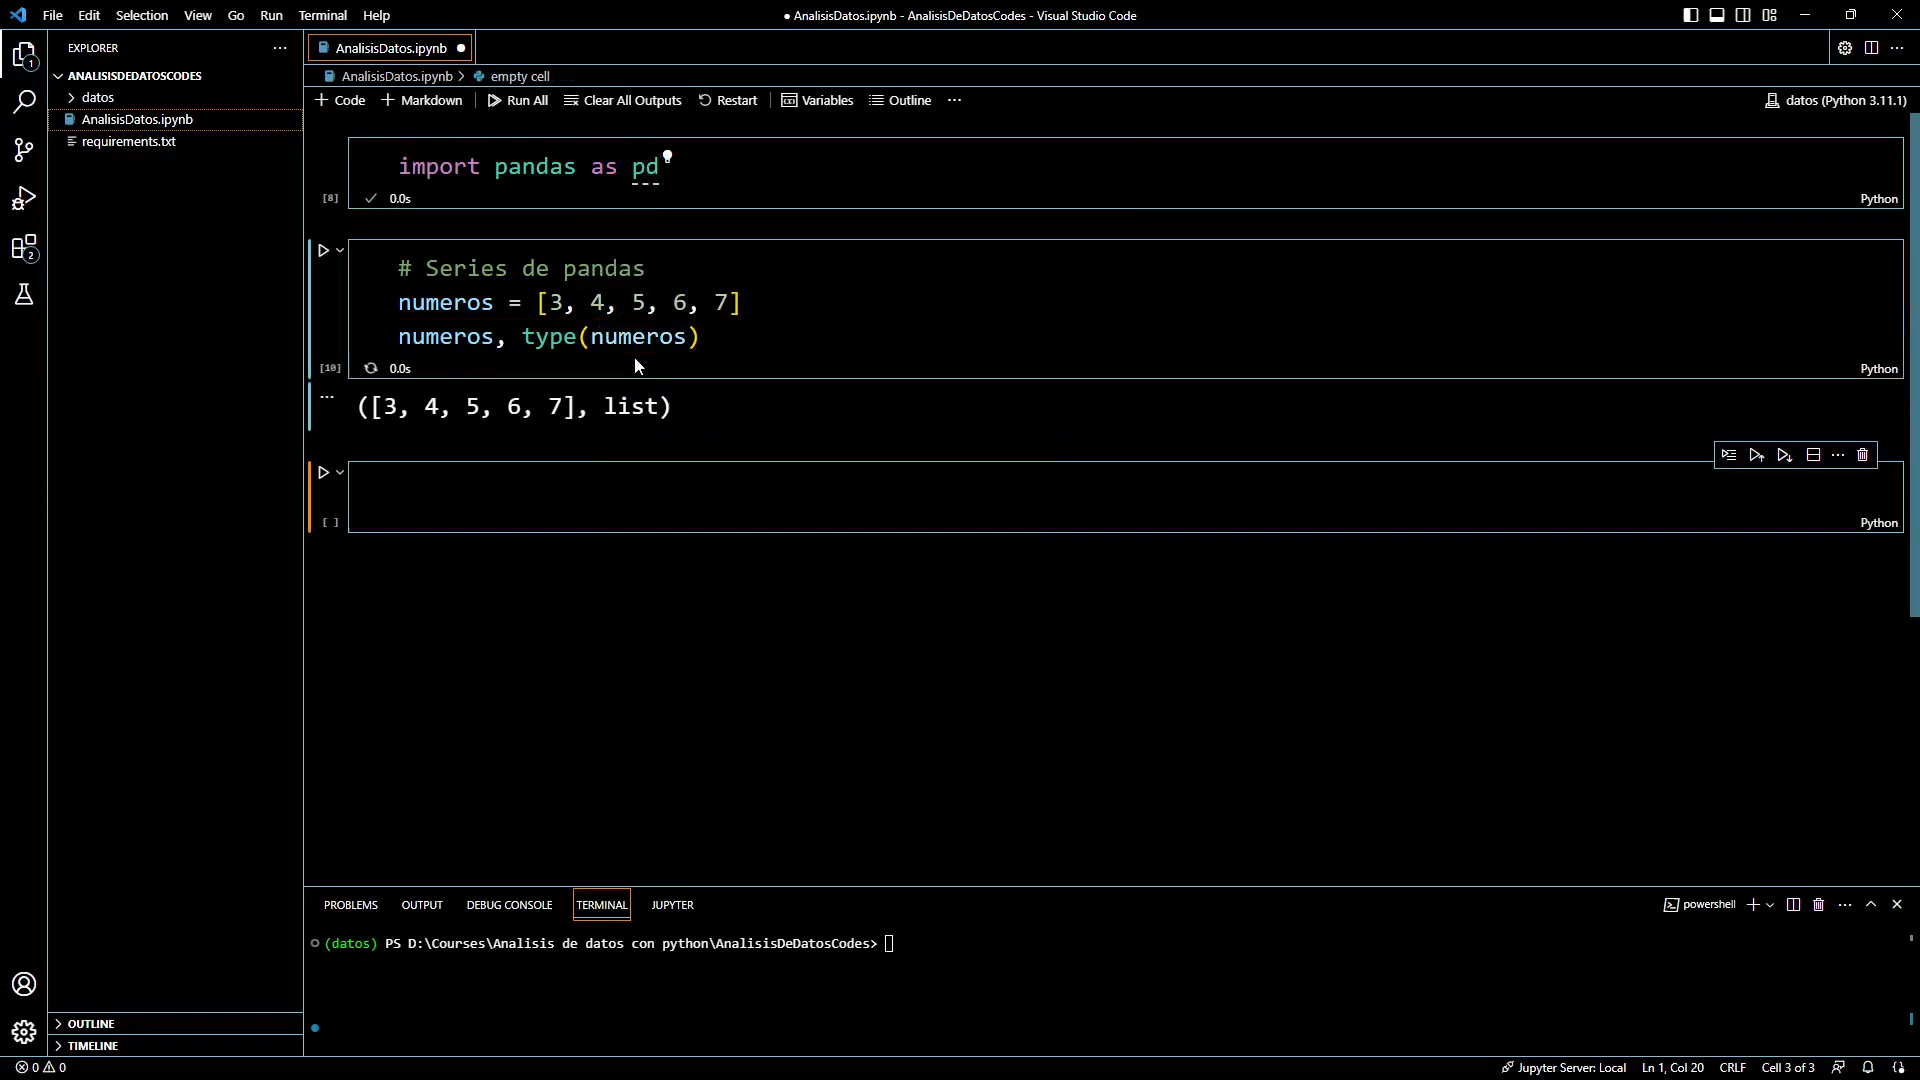 File Edit Selection View Go Run Terminal Help
● AnalisisDatos.ipynb - AnalisisDeDatosCodes - Visual Studio Code
EXPLORER
ANALISISDEDATOSCODES
datos
AnalisisDatos.ipynb
requirements.txt
OUTLINE
TIMELINE
1
2
AnalisisDatos.ipynb ●
AnalisisDatos.ipynb > empty cell
+ Code + Markdown Run All Clear All Outputs Restart Variables Outline ...
datos (Python 3.11.1)
import pandas as pd
[8] ✓ 0.0s Python
# Series de pandas
numeros = [3, 4, 5, 6, 7]
numeros, type(numeros)
[10] 0.0s Python
([3, 4, 5, 6, 7], list)
[ ] Python
PROBLEMS OUTPUT DEBUG CONSOLE TERMINAL JUPYTER
powershell
(datos) PS D:\Courses\Analisis de datos con python\AnalisisDeDatosCodes>
0 0
Jupyter Server: Local Ln 1, Col 20 CRLF Cell 3 of 3